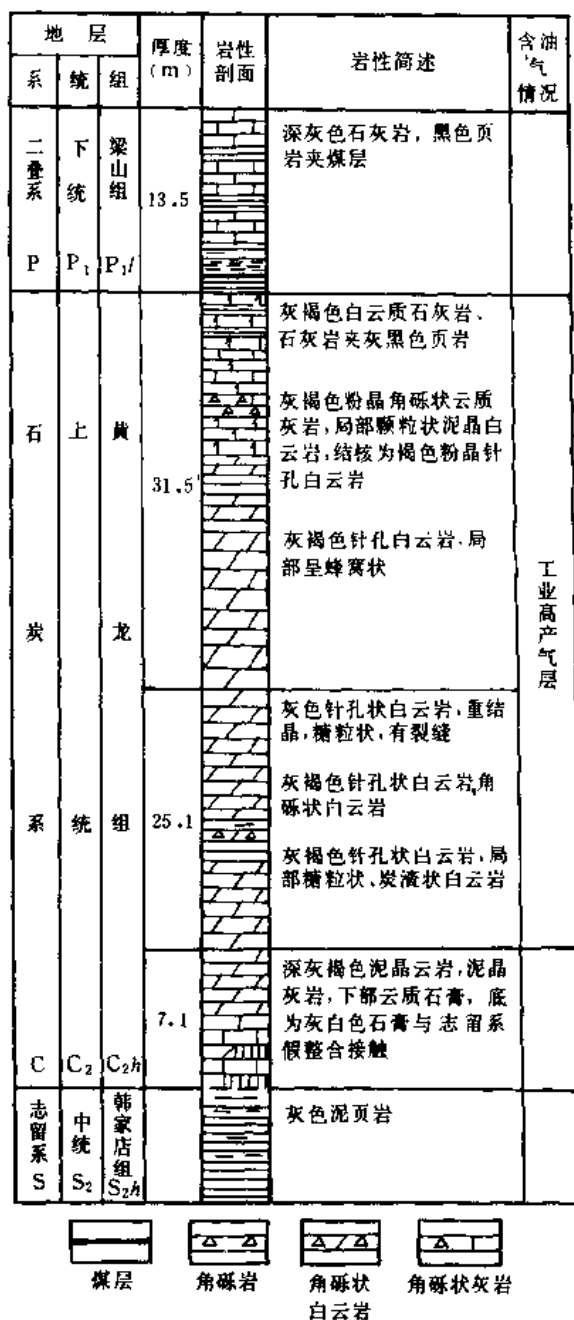 地层
厚度
(m)
岩性
剖面
岩性简述
含油
气
情况
系
统
组
二叠系
P
下统
P₁
梁山组
P₁l
13.5
深灰色石灰岩，黑色页
岩夹煤层
石炭系
C
上统
C₂
黄龙组
C₂h
31.5
灰褐色白云质石灰岩、
石灰岩夹灰黑色页岩
灰褐色粉晶角砾状云质
灰岩，局部颗粒状泥晶白
云岩，结核为褐色粉晶针
孔白云岩
灰褐色针孔白云岩、局
部呈蜂窝状
工业高产气层
25.1
灰色针孔状白云岩，重结
晶，糖粒状，有裂缝
灰褐色针孔状白云岩、角
砾状白云岩
灰褐色针孔状白云岩、局
部糖粒状、炭渣状白云岩
7.1
深灰褐色泥晶云岩，泥晶
灰岩，下部云质石膏，底
为灰白色石膏与志留系
假整合接触
志留系
S
中统
S₂
韩家店组
S₂h
灰色泥页岩
煤层
角砾岩
角砾状
白云岩
角砾状灰岩